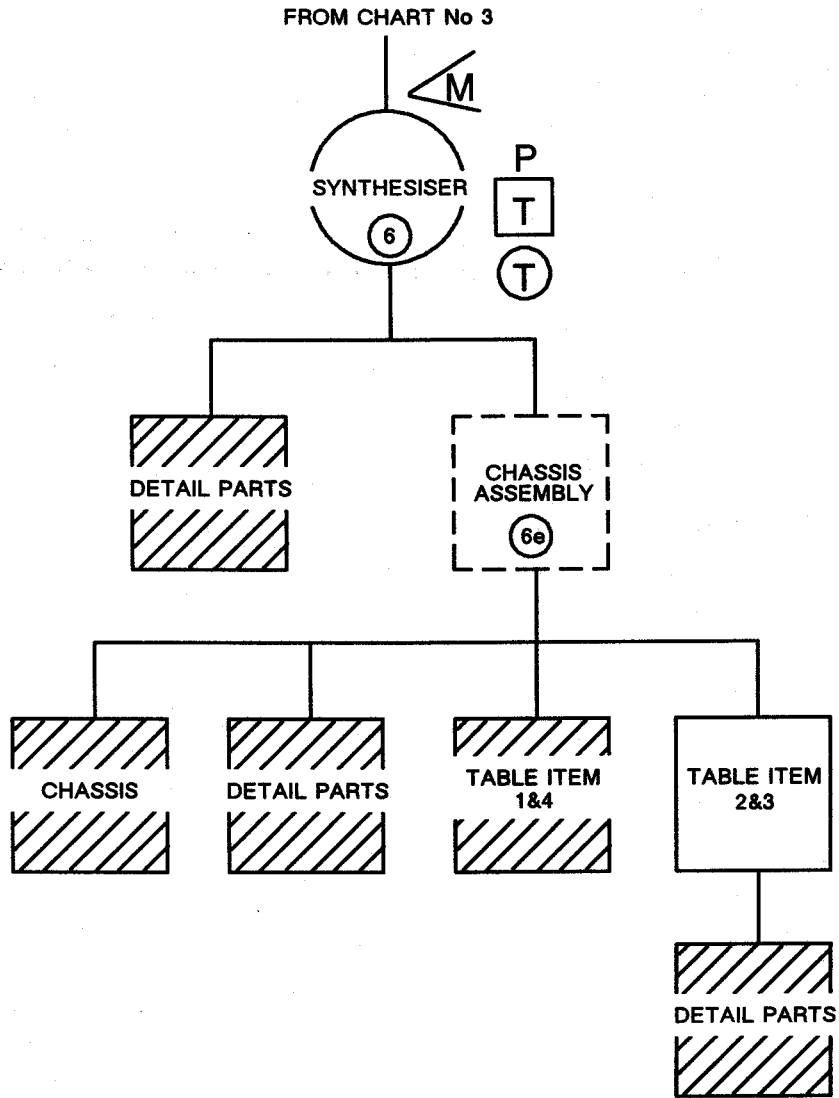 FROM CHART No 3
M
SYNTHESISER
6
P
T
T
DETAIL PARTS
CHASSIS
ASSEMBLY
6e
CHASSIS
DETAIL PARTS
TABLE ITEM
1&4
TABLE ITEM
2&3
DETAIL PARTS